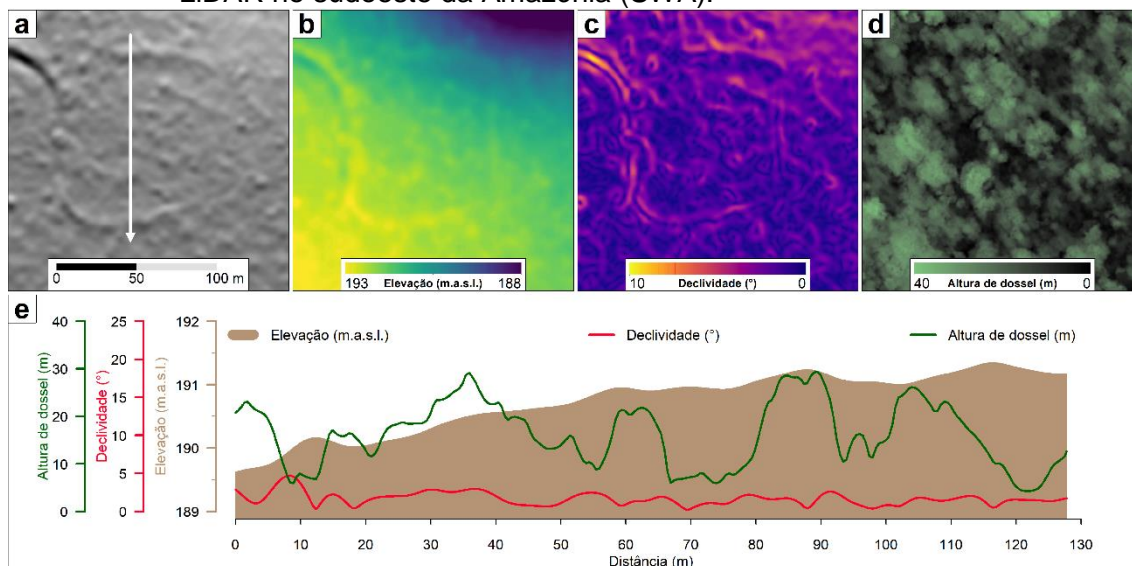 LiDAR no sudoeste da Amazônia (SWA).
a
b
c
d
0 50 100 m
193 Elevação (m.a.s.l.) 188
10 Declividade (°) 0
40 Altura de dossel (m) 0
e
Altura de dossel (m)
40
30
20
10
0
Declividade (°)
25
20
15
10
5
0
Elevação (m.a.s.l.)
192
191
190
189
Elevação (m.a.s.l.) Declividade (°) Altura de dossel (m)
0 10 20 30 40 50 60 70 80 90 100 110 120 130
Distância (m)